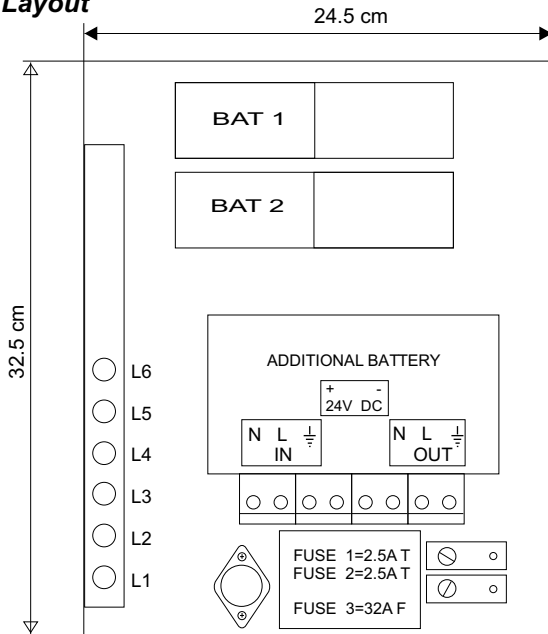 Layout
24.5 cm
32.5 cm
BAT 1
BAT 2
ADDITIONAL BATTERY
+ -
24V DC
N L
IN
N L
OUT
L6
L5
L4
L3
L2
L1
FUSE 1=2.5A T
FUSE 2=2.5A T
FUSE 3=32A F